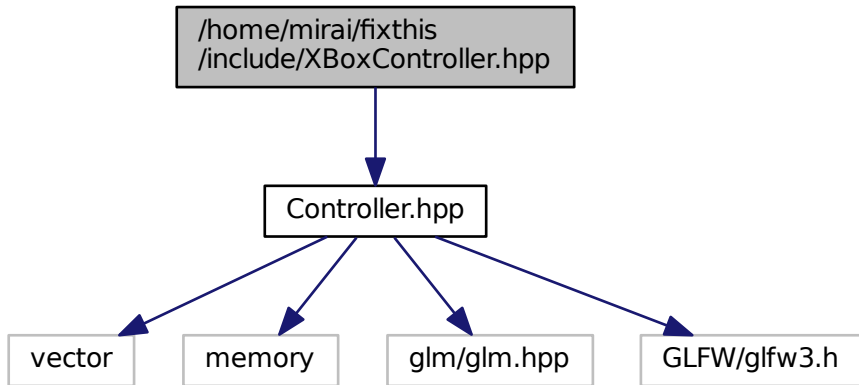 /home/mirai/fixthis
/include/XBoxController.hpp
Controller.hpp
vector
memory
glm/glm.hpp
GLFW/glfw3.h